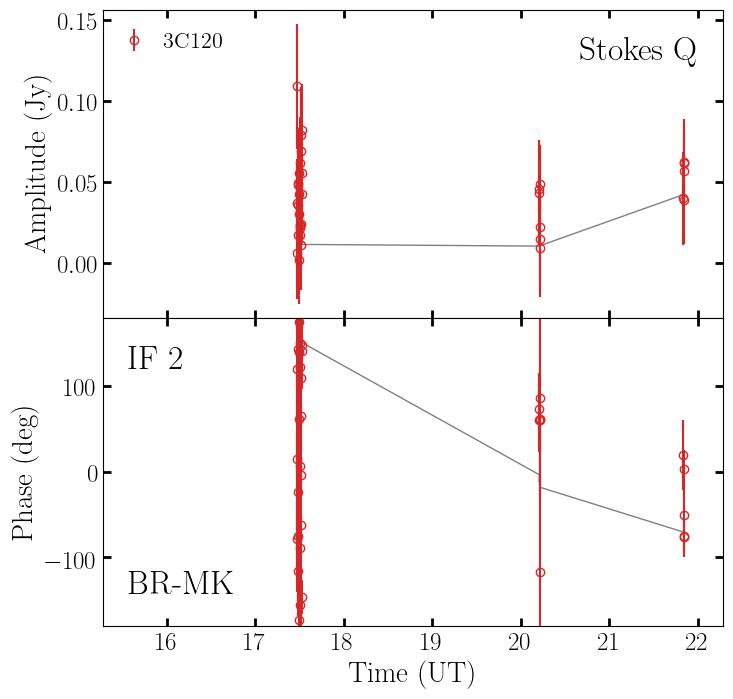 0.15
3C120
Stokes Q
0.10
0.05
0.00
Amplitude (Jy)
IF 2
100
0
−100
Phase (deg)
BR-MK
16 17 18 19 20 21 22
Time (UT)